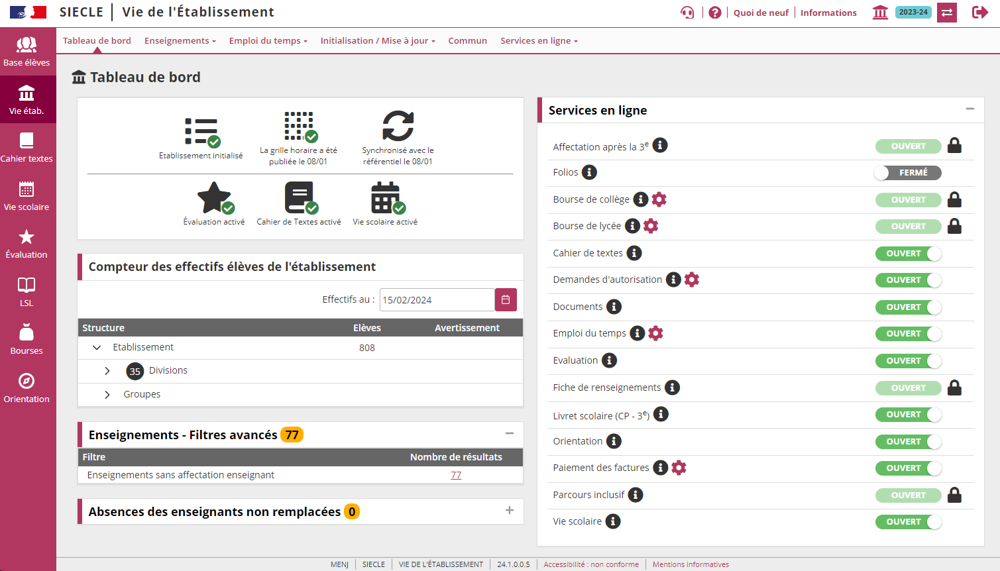 SIECLE
Vie de l'Établissement
Quoi de neuf
Informations
2023-24
Tableau de bord
Enseignements
Emploi du temps
Initialisation / Mise à jour
Commun
Services en ligne
Base élèves
Vie étab.
Cahier textes
Vie scolaire
Évaluation
LSL
Bourses
Orientation
Tableau de bord
Etablissement initialisé
La grille horaire a été
publiée le 08/01
Synchronisé avec le
référentiel le 08/01
Évaluation activé
Cahier de Textes activé
Vie scolaire activé
Compteur des effectifs élèves de l'établissement
Effectifs au : 15/02/2024
Structure Elèves Avertissement
Etablissement 808
35 Divisions
Groupes
Enseignements - Filtres avancés 77
Filtre Nombre de résultats
Enseignements sans affectation enseignant 77
Absences des enseignants non remplacées 0
Services en ligne
Affectation après la 3e OUVERT
Folios FERMÉ
Bourse de collège OUVERT
Bourse de lycée OUVERT
Cahier de textes OUVERT
Demandes d'autorisation OUVERT
Documents OUVERT
Emploi du temps OUVERT
Evaluation OUVERT
Fiche de renseignements OUVERT
Livret scolaire (CP - 3e) OUVERT
Orientation OUVERT
Paiement des factures OUVERT
Parcours inclusif OUVERT
Vie scolaire OUVERT
MENJ SIECLE VIE DE L'ÉTABLISSEMENT 24.1.0.0.5 Accessibilité : non conforme Mentions informatives